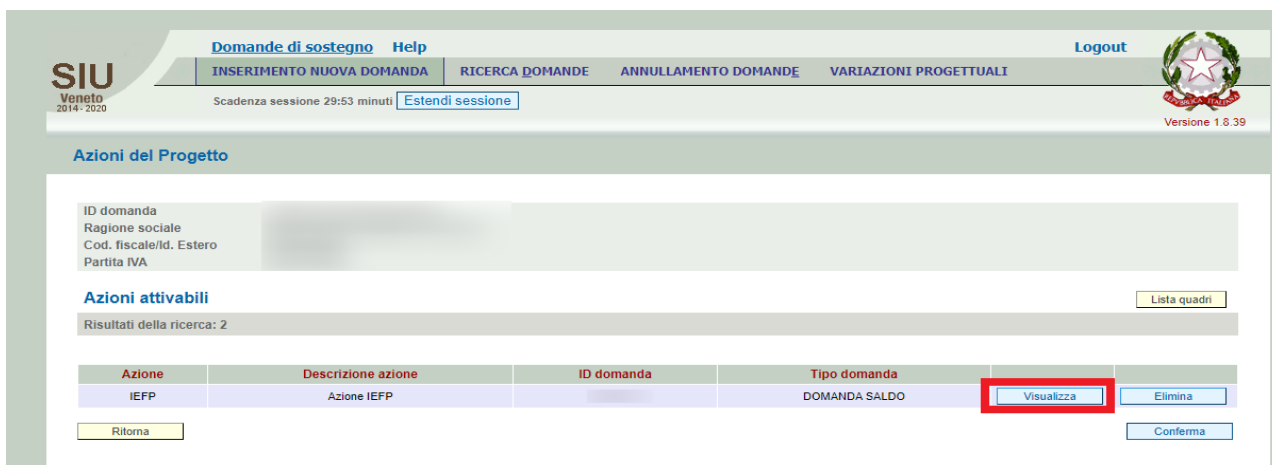 Domande di sostegno Help Logout
SIU
Veneto
2014 - 2020
INSERIMENTO NUOVA DOMANDA RICERCA DOMANDE ANNULLAMENTO DOMANDE VARIAZIONI PROGETTUALI
Scadenza sessione 29:53 minuti Estendi sessione
REPVBBLICA ITALIANA
Versione 1.8.39
Azioni del Progetto
ID domanda
Ragione sociale
Cod. fiscale/Id. Estero
Partita IVA
Azioni attivabili Lista quadri
Risultati della ricerca: 2
Azione Descrizione azione ID domanda Tipo domanda
IEFP Azione IEFP DOMANDA SALDO Visualizza Elimina
Ritorna Conferma